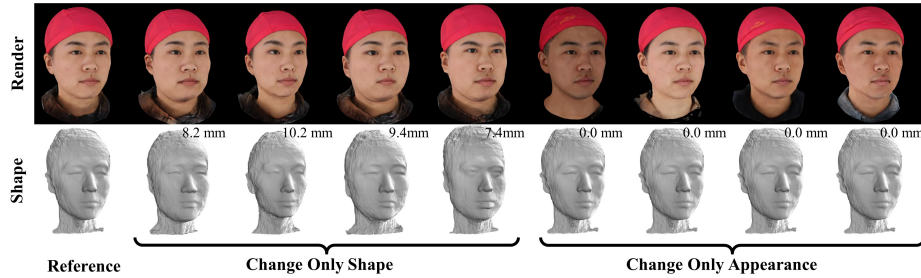 Render
8.2 mm 10.2 mm 9.4mm 7.4mm 0.0 mm 0.0 mm 0.0 mm 0.0 mm
Shape
Reference Change Only Shape Change Only Appearance